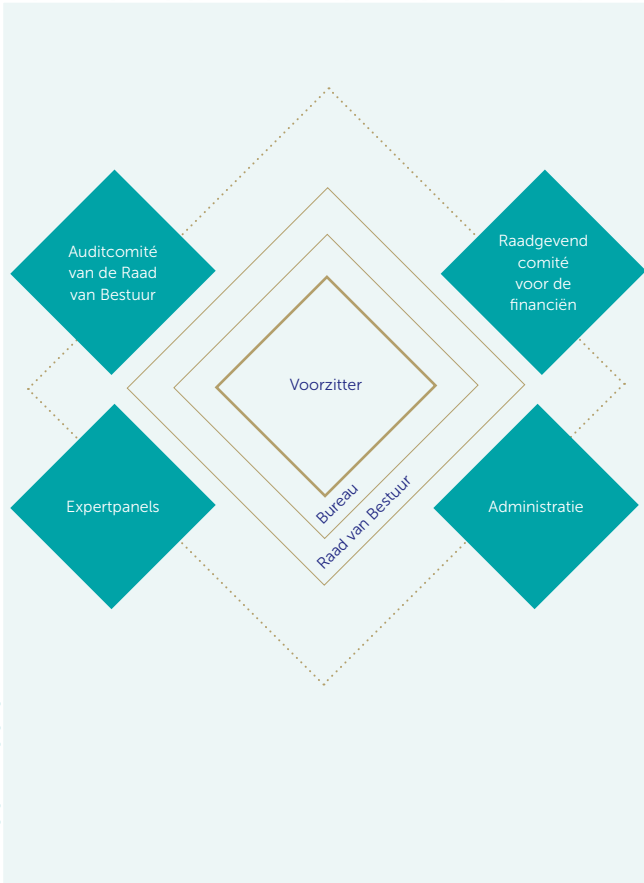 Auditcomité
van de Raad
van Bestuur
Raadgevend
comité
voor de
financiën
Voorzitter
Bureau
Raad van Bestuur
Expertpanels
Administratie